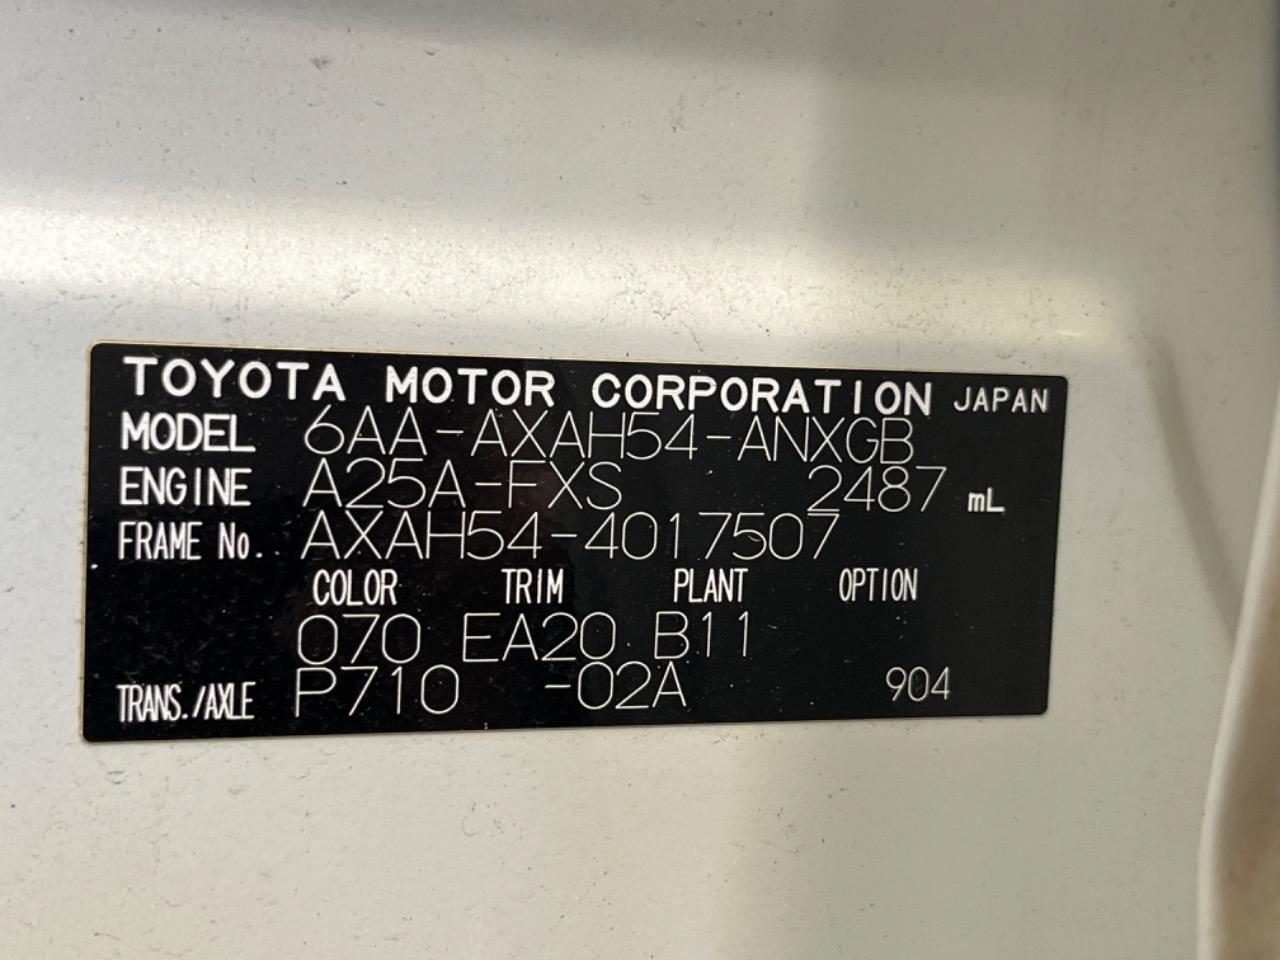 TOYOTA MOTOR CORPORATION JAPAN
MODEL 6AA-AXAH54-ANXGB
ENGINE A25A-FXS 2487 mL
FRAME No. AXAH54-4017507
COLOR TRIM PLANT OPTION
070 EA20 B11
TRANS./AXLE P710 -02A 904